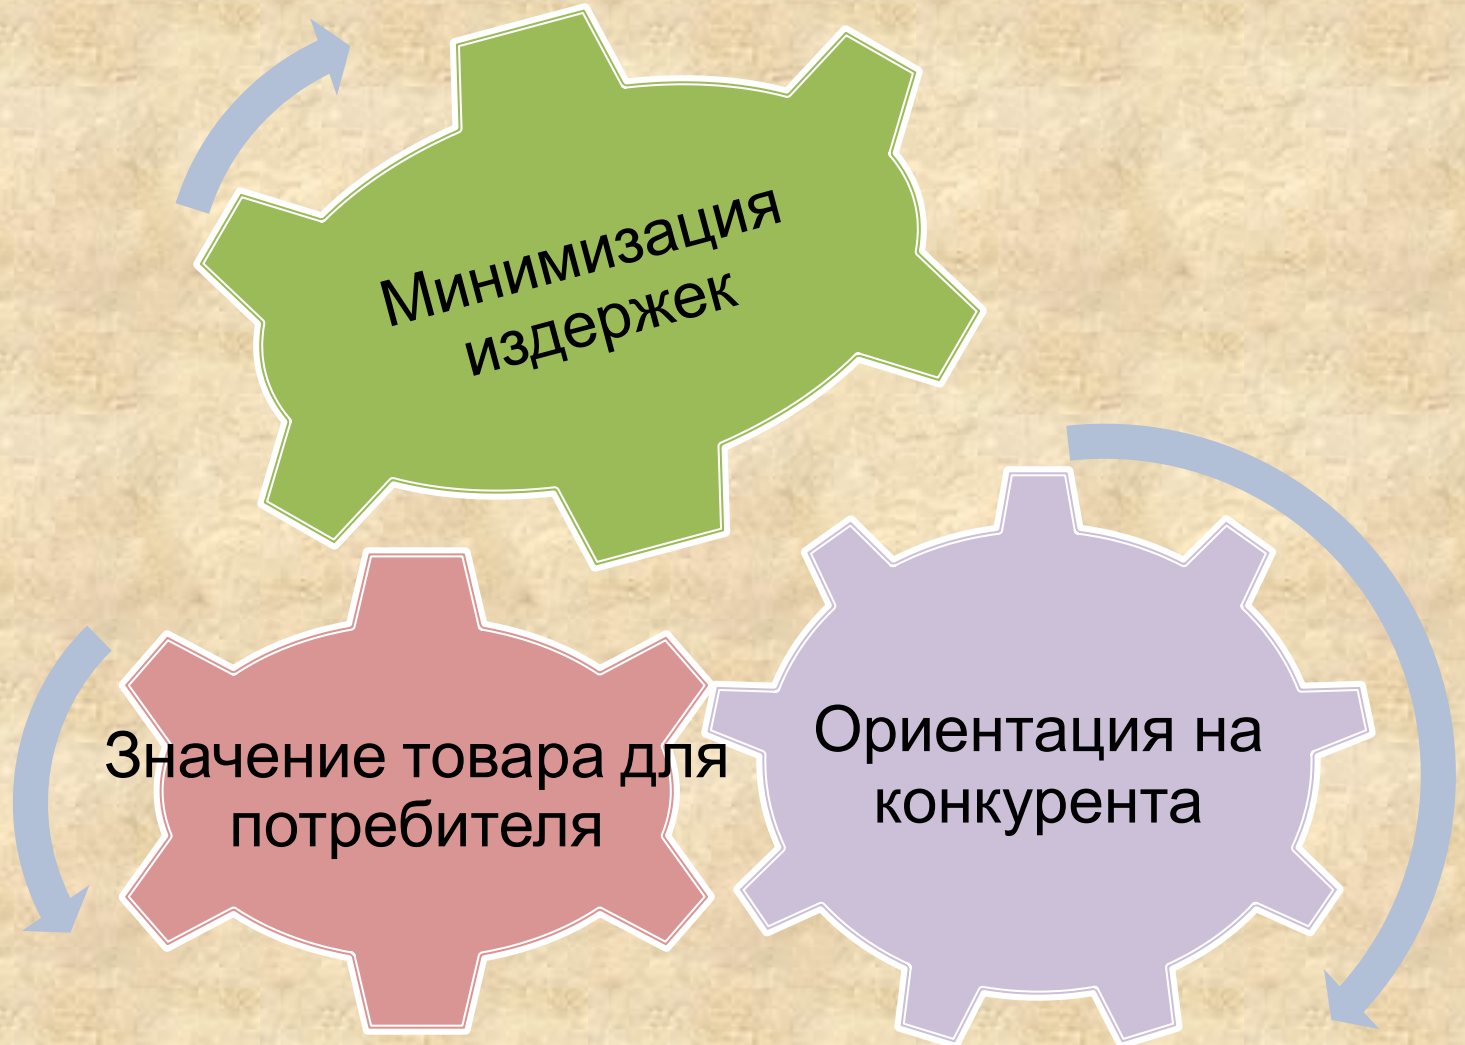 Минимизация
издержек
Значение товара для
потребителя
Ориентация на
конкурента